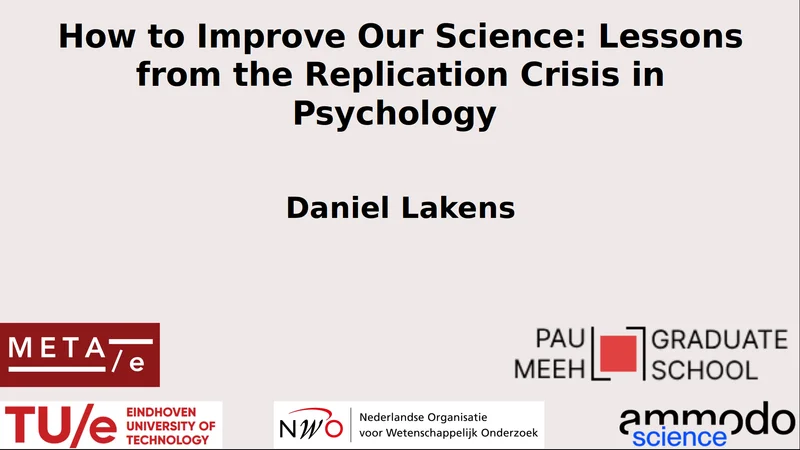 How to Improve Our Science: Lessons
from the Replication Crisis in
Psychology
Daniel Lakens
META/e
PAU
MEEH
GRADUATE
SCHOOL
TU/e
EINDHOVEN
UNIVERSITY OF
TECHNOLOGY
NWO
Nederlandse Organisatie
voor Wetenschappelijk Onderzoek
ammodo
science